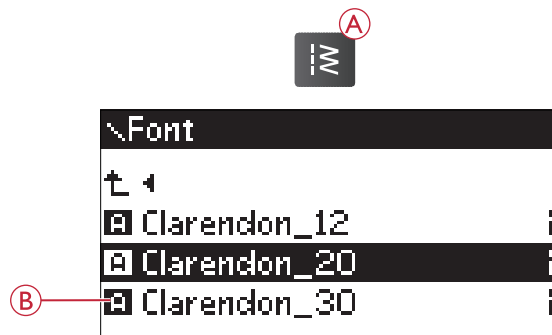 A
\Font
A Clarendon_12
A Clarendon_20
B A Clarendon_30